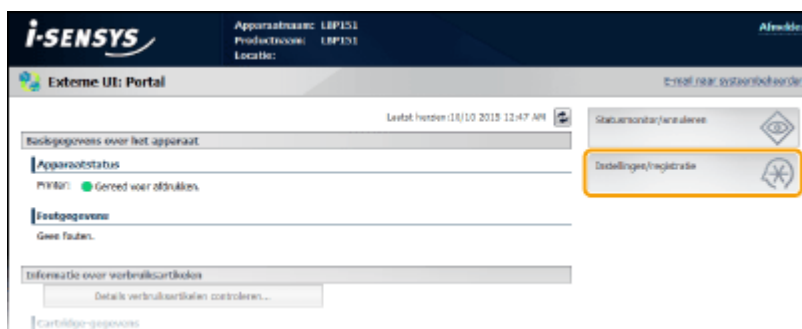 i-SENSYS
Apparaatnaam: LBP151
Productnaam: LBP151
Locatie:
Afmelde
Externe UI: Portal
E-mail naar systeembeheerder
Laatst herzien: 10/10 2015 12:47 AM
Basisgegevens over het apparaat
Apparaatstatus
Printer: Gereed voor afdrukken.
Foutgegevens
Geen fouten.
Informatie over verbruiksartikelen
Details verbruiksartikelen controleren...
Cartridge-gegevens
Statusmonitor/annuleren
Instellingen/registratie